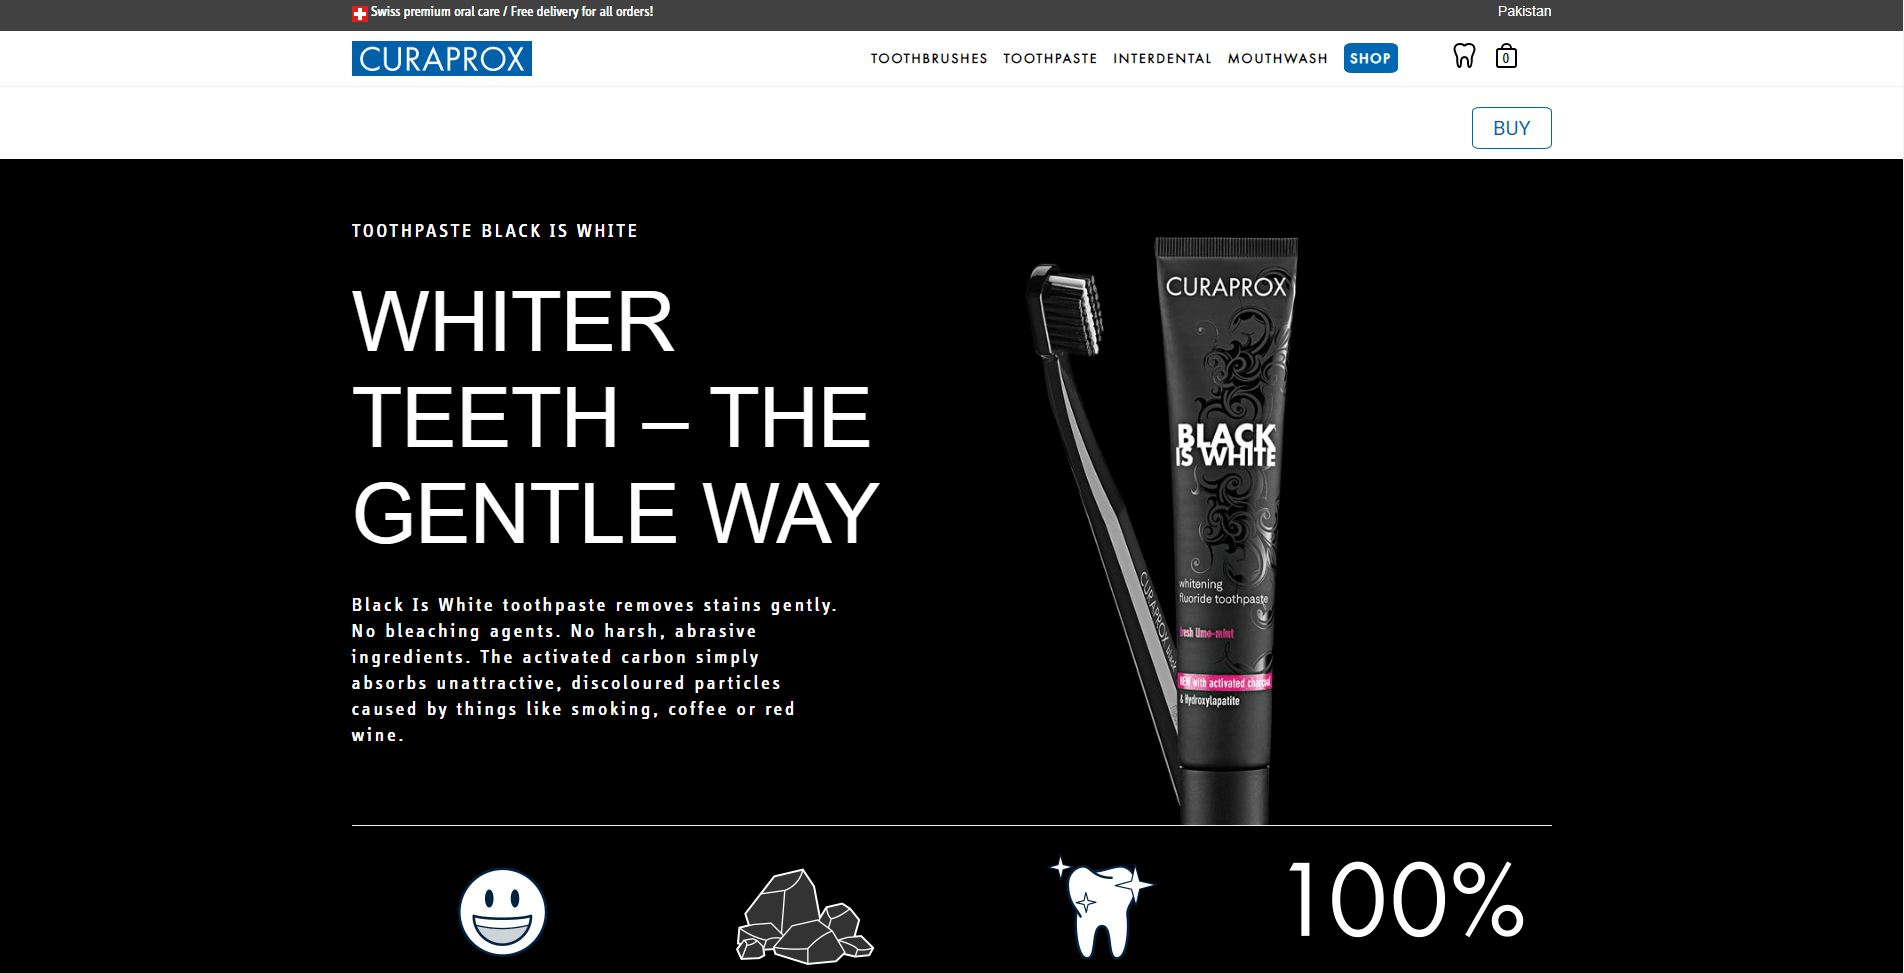 Swiss premium oral care / Free delivery for all orders!
Pakistan
CURAPROX
TOOTHBRUSHES TOOTHPASTE INTERDENTAL MOUTHWASH SHOP
0
BUY
TOOTHPASTE BLACK IS WHITE
WHITER
TEETH – THE
GENTLE WAY
Black Is White toothpaste removes stains gently.
No bleaching agents. No harsh, abrasive
ingredients. The activated carbon simply
absorbs unattractive, discoloured particles
caused by things like smoking, coffee or red
wine.
CURAPROX
BLACK
IS WHITE
whitening
fluoride toothpaste
fresh lime-mint
NEW with activated charcoal
& Hydroxylapatite
CURAPROX black
100%